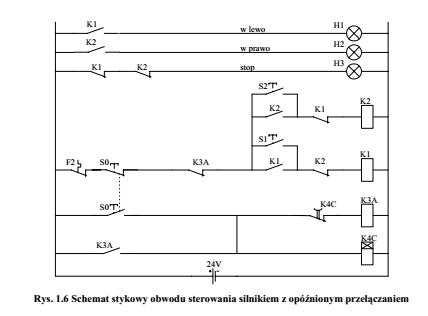 K1 w lewo H1
K2 w prawo H2
K1 K2 stop H3
S2
K2 K1 K2
S1
F2 S0 K3A K1 K2 K1
S0 K4C K3A
K3A K4C
24V
+ -
Rys. 1.6 Schemat stykowy obwodu sterowania silnikiem z opóźnionym przełączaniem